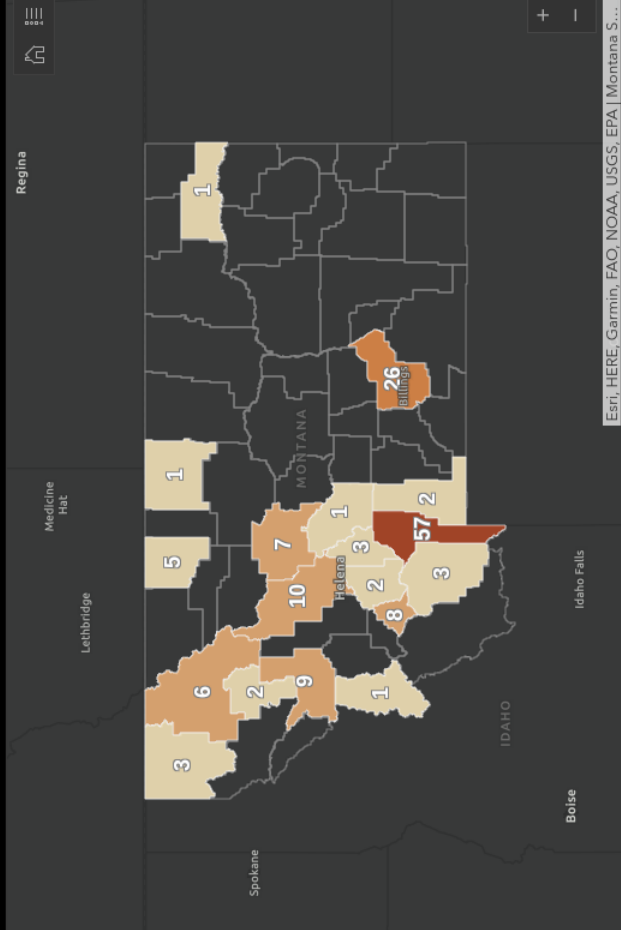 Regina
Medicine
Hat
Lethbridge
Spokane
Boise
Idaho Falls
IDAHO
MONTANA
Helena
Billings
1
1
5
6
3
2
9
10
7
1
3
2
8
1
57
2
3
26
+
−
Esri, HERE, Garmin, FAO, NOAA, USGS, EPA | Montana S...